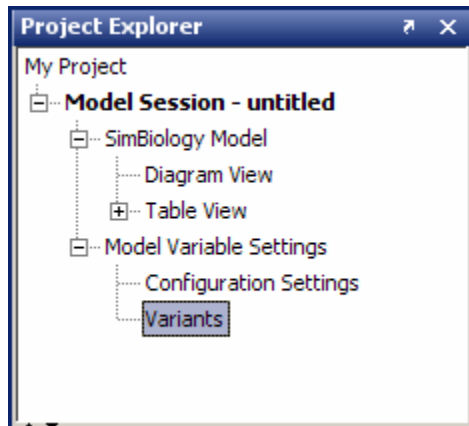 Project Explorer
My Project
Model Session - untitled
SimBiology Model
Diagram View
Table View
Model Variable Settings
Configuration Settings
Variants